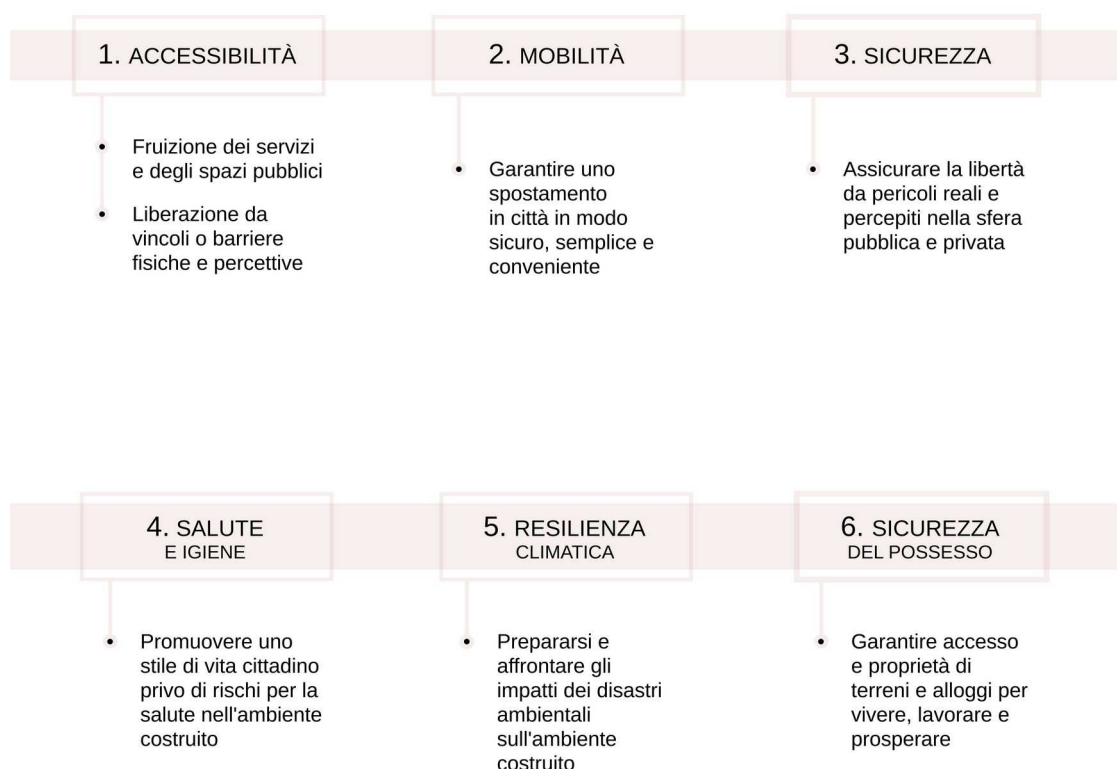 1. ACCESSIBILITÀ
Fruizione dei servizi
e degli spazi pubblici
Liberazione da
vincoli o barriere
fisiche e percettive
2. MOBILITÀ
Garantire uno
spostamento
in città in modo
sicuro, semplice e
conveniente
3. SICUREZZA
Assicurare la libertà
da pericoli reali e
percepiti nella sfera
pubblica e privata
4. SALUTE
E IGIENE
Promuovere uno
stile di vita cittadino
privo di rischi per la
salute nell'ambiente
costruito
5. RESILIENZA
CLIMATICA
Prepararsi e
affrontare gli
impatti dei disastri
ambientali
sull'ambiente
costruito
6. SICUREZZA
DEL POSSESSO
Garantire accesso
e proprietà di
terreni e alloggi per
vivere, lavorare e
prosperare